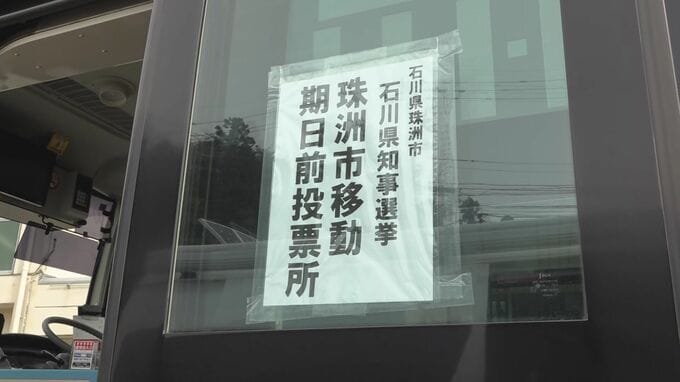 石川県珠洲市
石川県知事選挙
珠洲市移動
期日前投票所